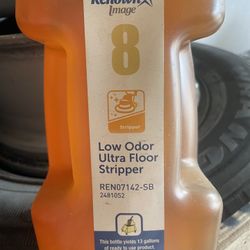 Renown
Image
8
Stripper
Low Odor
Ultra Floor
Stripper
REN07142-SB
2481052
This bottle yields 13 gallons
of ready to use product.